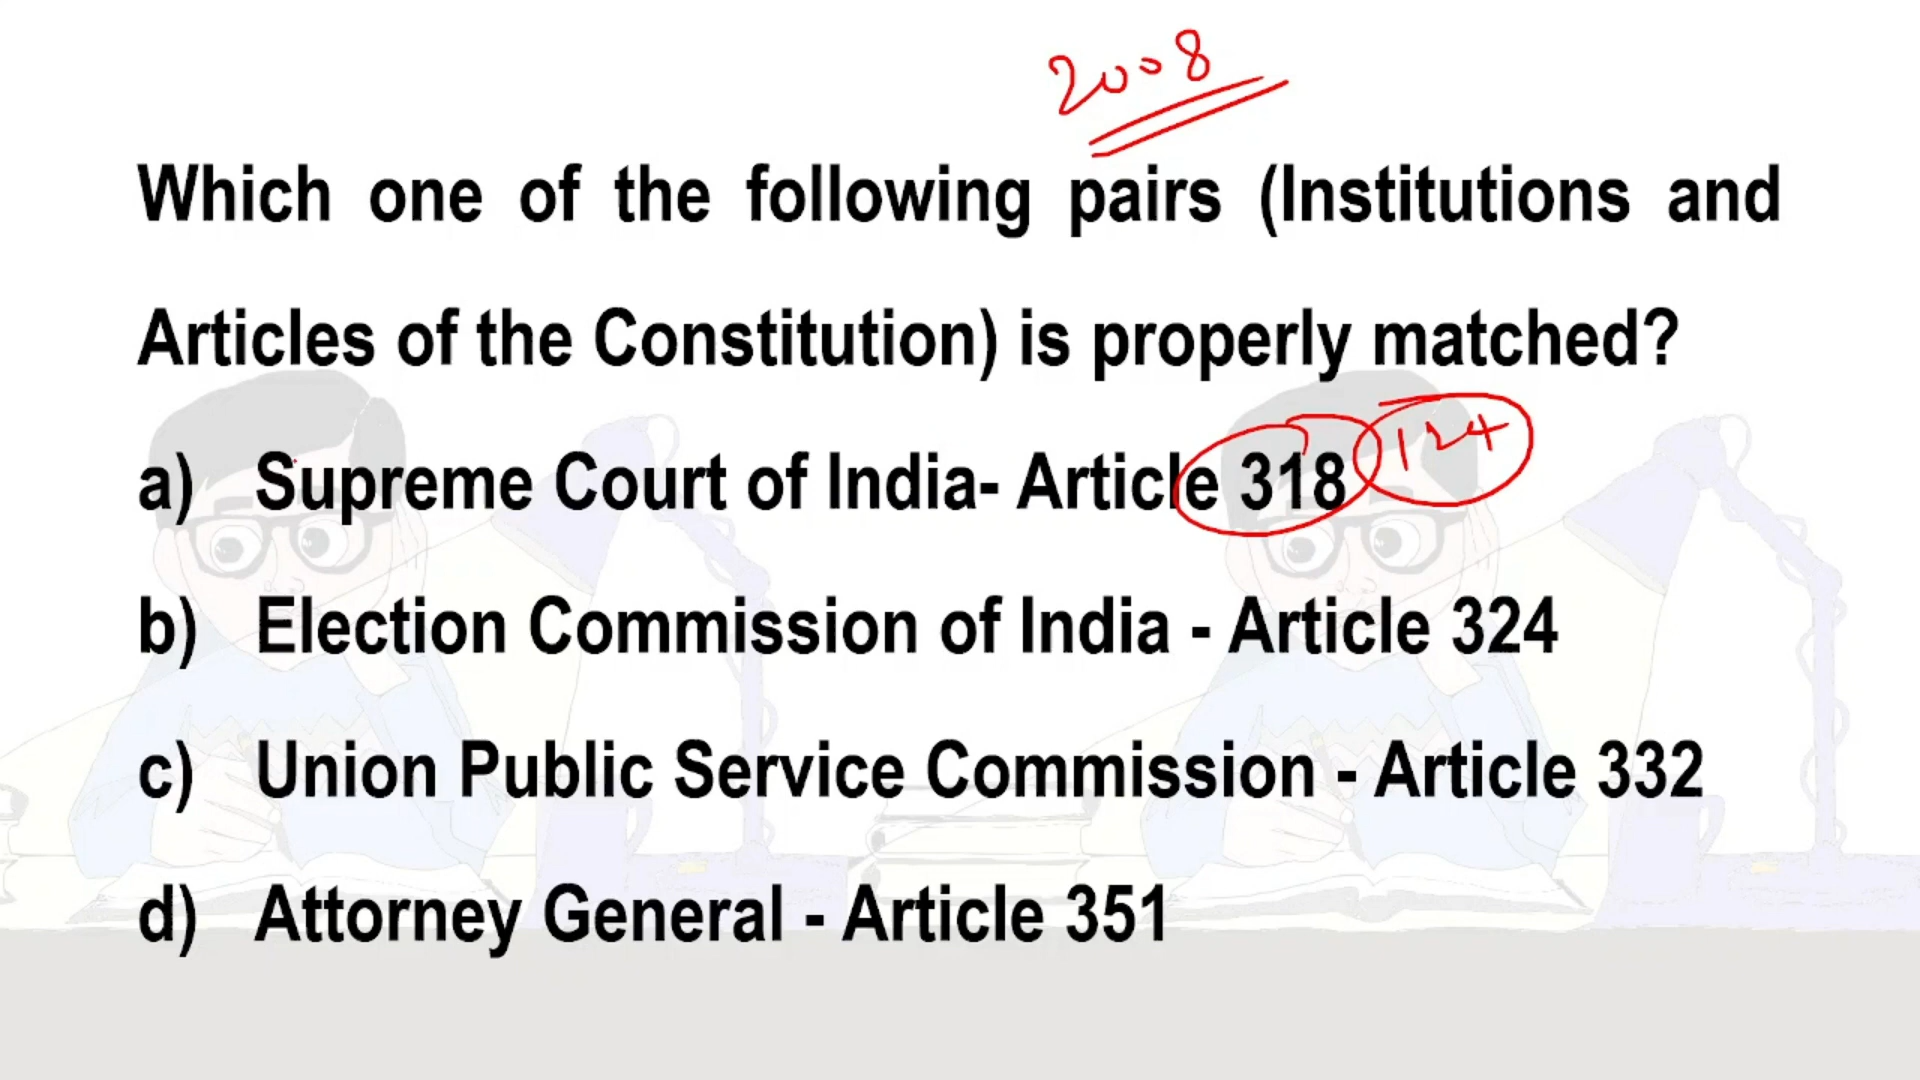 2008
Which one of the following pairs (Institutions and
Articles of the Constitution) is properly matched?
a) Supreme Court of India- Article 318 124
b) Election Commission of India - Article 324
c) Union Public Service Commission - Article 332
d) Attorney General - Article 351